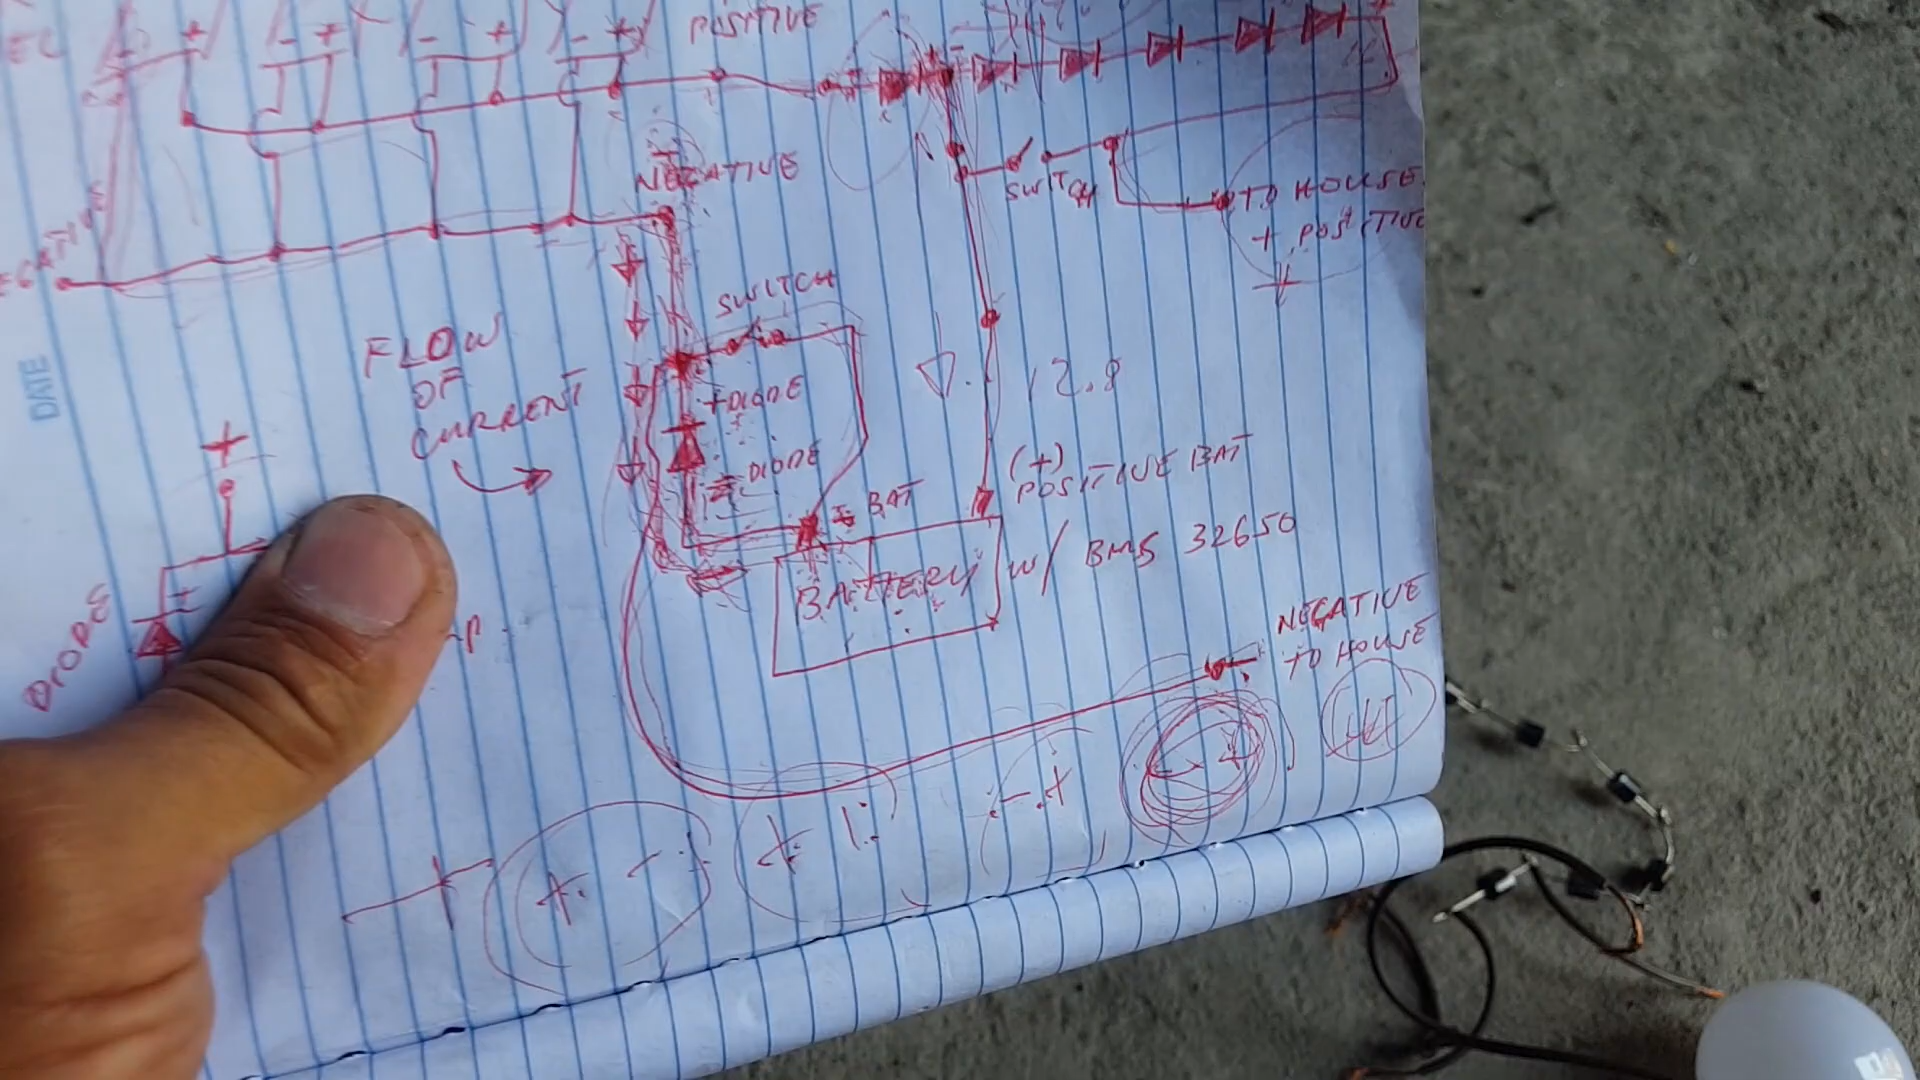 POSITIVE
NEGATIVE
SWITCH
TO HOUSE
+ POSITIVE
DATE
FLOW
OF
CURRENT
SWITCH
+ DIODE
- DIODE
- BAT
12.8
(+)
POSITIVE BAT
BATTERY
w/ BMS 32650
DIODE
NEGATIVE
TO HOUSE